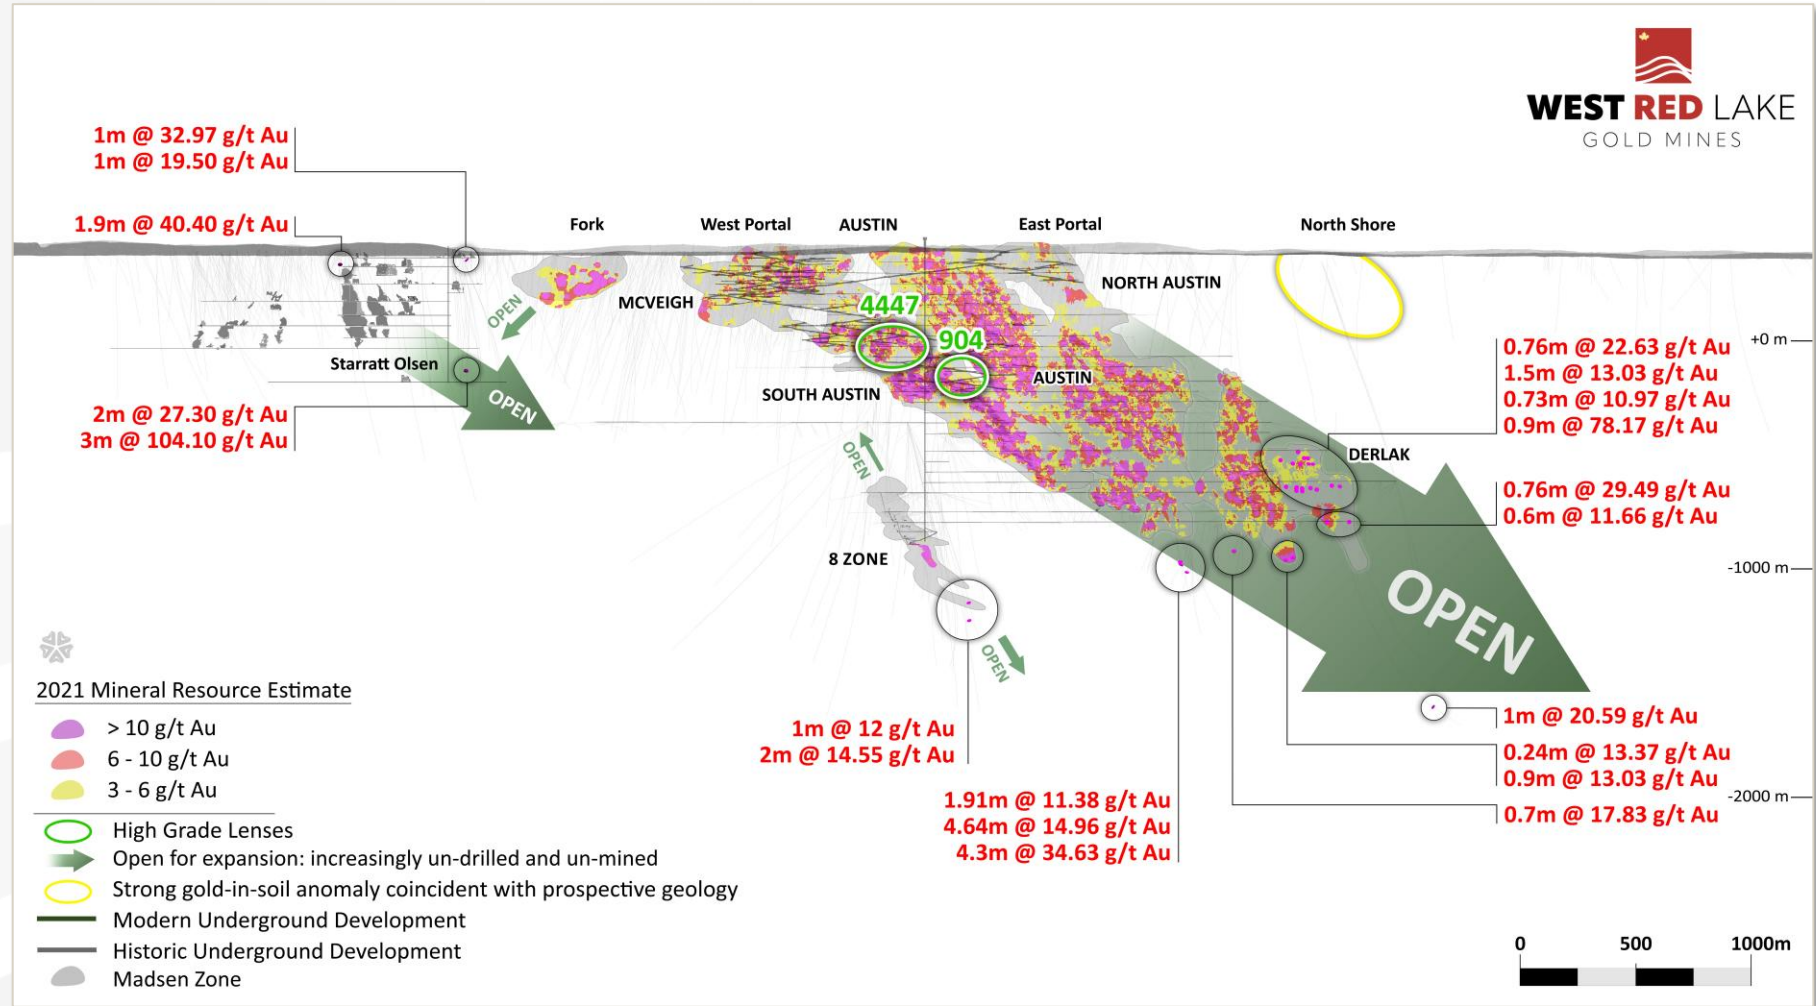 WEST RED LAKE
GOLD MINES
1m @ 32.97 g/t Au
1m @ 19.50 g/t Au
1.9m @ 40.40 g/t Au
Fork
West Portal
AUSTIN
East Portal
North Shore
NORTH AUSTIN
MCVEIGH
OPEN
4447
904
+0 m
Starratt Olsen
OPEN
SOUTH AUSTIN
AUSTIN
0.76m @ 22.63 g/t Au
1.5m @ 13.03 g/t Au
0.73m @ 10.97 g/t Au
0.9m @ 78.17 g/t Au
2m @ 27.30 g/t Au
3m @ 104.10 g/t Au
OPEN
DERLAK
0.76m @ 29.49 g/t Au
0.6m @ 11.66 g/t Au
8 ZONE
-1000 m
OPEN
OPEN
1m @ 20.59 g/t Au
0.24m @ 13.37 g/t Au
0.9m @ 13.03 g/t Au
0.7m @ 17.83 g/t Au
-2000 m
1m @ 12 g/t Au
2m @ 14.55 g/t Au
1.91m @ 11.38 g/t Au
4.64m @ 14.96 g/t Au
4.3m @ 34.63 g/t Au
2021 Mineral Resource Estimate
> 10 g/t Au
6 - 10 g/t Au
3 - 6 g/t Au
High Grade Lenses
Open for expansion: increasingly un-drilled and un-mined
Strong gold-in-soil anomaly coincident with prospective geology
Modern Underground Development
Historic Underground Development
Madsen Zone
0 500 1000m